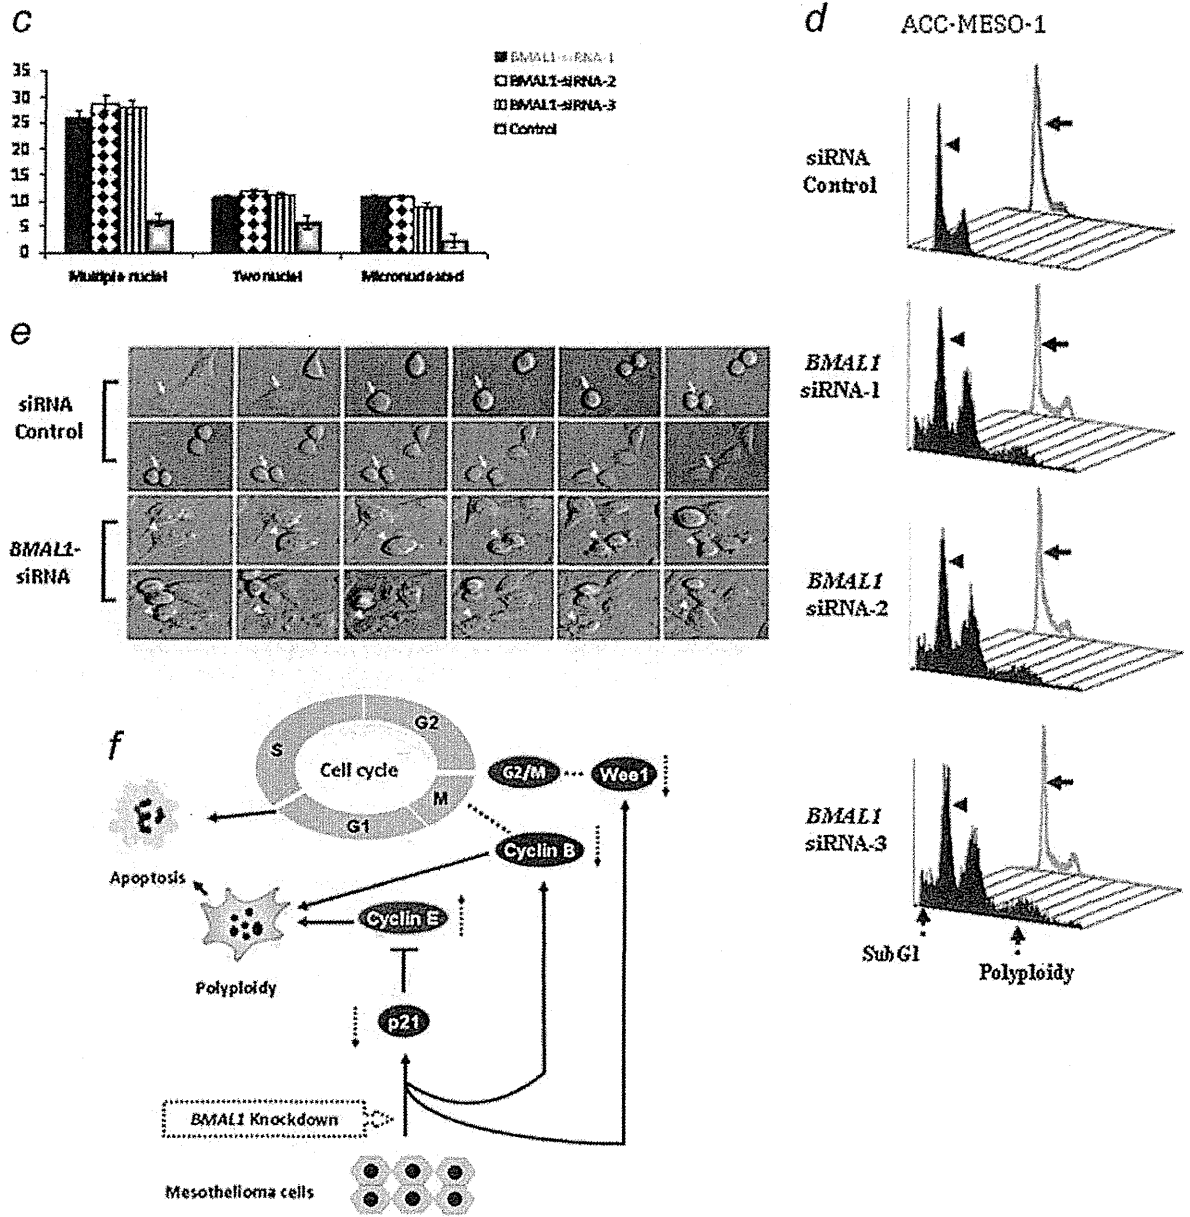 c
BMAL1-siRNA-1
BMAL1-siRNA-2
BMAL1-siRNA-3
Control
35
30
25
20
15
10
5
0
Multiple nuclei
Two nuclei
Micronucleated
d
ACC-MESO-1
siRNA
Control
BMAL1
siRNA-1
BMAL1
siRNA-2
BMAL1
siRNA-3
SubG1
Polyploidy
e
siRNA
Control
BMAL1-
siRNA
f
S
G2
Cell cycle
M
G1
G2/M
Wee1
Cyclin B
Apoptosis
Cyclin E
Polyploidy
p21
BMAL1 Knockdown
Mesothelioma cells